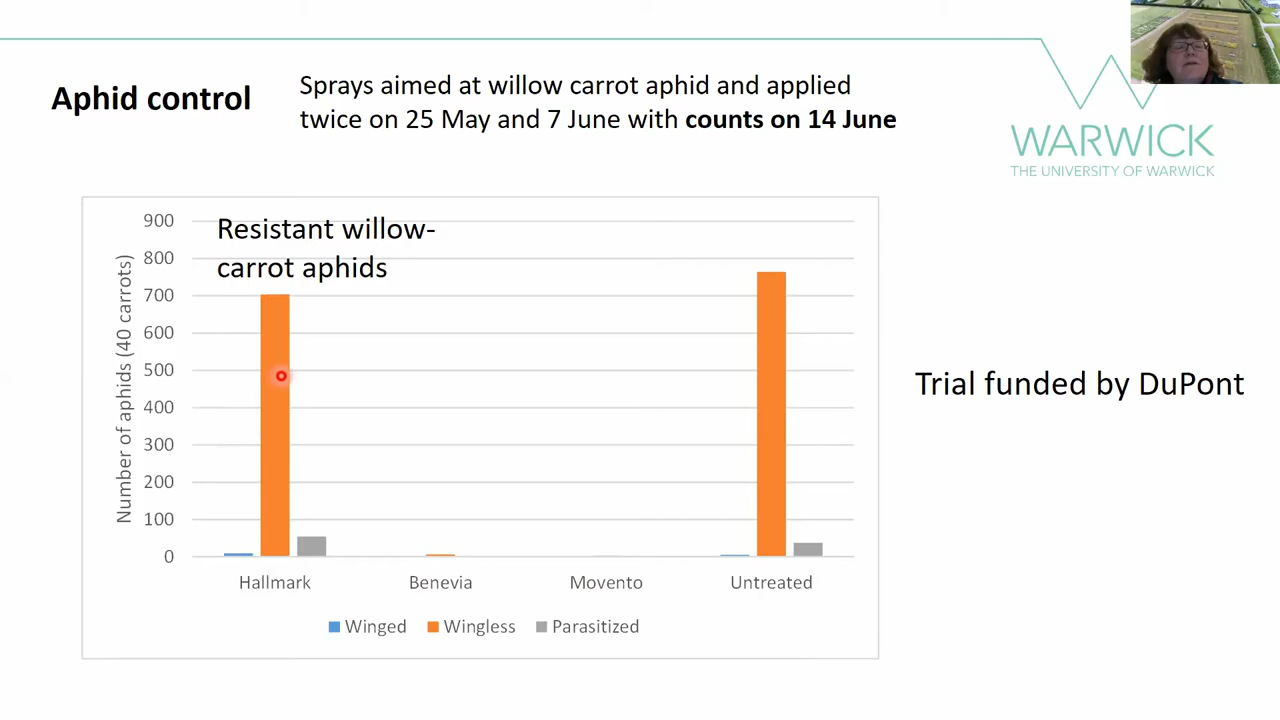 Aphid control
Sprays aimed at willow carrot aphid and applied
twice on 25 May and 7 June with counts on 14 June
WARWICK
THE UNIVERSITY OF WARWICK
Resistant willow-
carrot aphids
Number of aphids (40 carrots)
900
800
700
600
500
400
300
200
100
0
Hallmark Benevia Movento Untreated
Winged Wingless Parasitized
Trial funded by DuPont